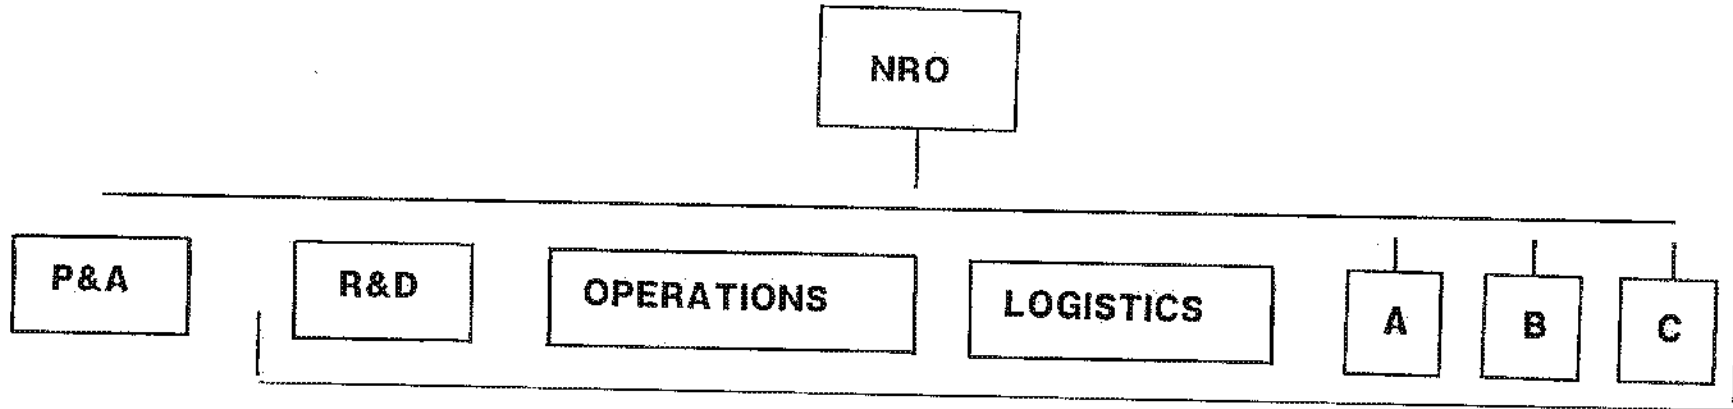 NRO
P&A
R&D
OPERATIONS
LOGISTICS
A
B
C